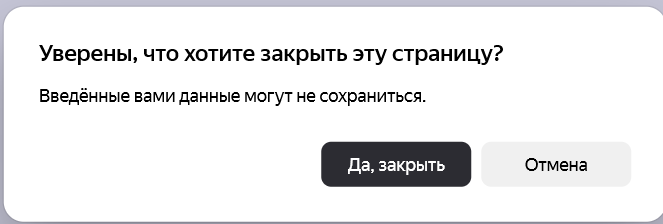 Уверены, что хотите закрыть эту страницу?
Введённые вами данные могут не сохраниться.
Да, закрыть
Отмена